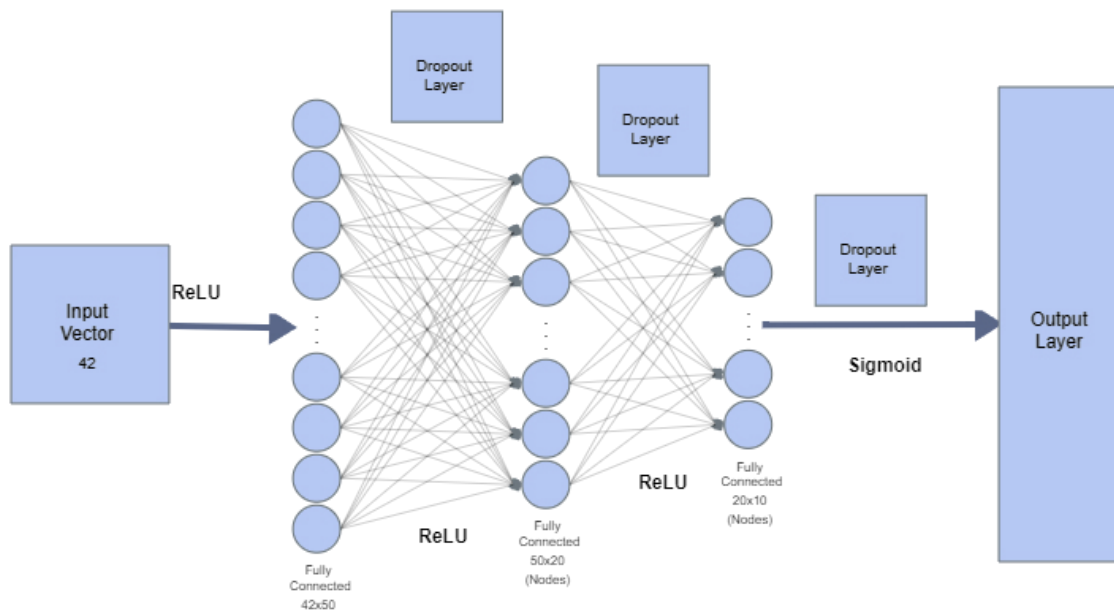 Dropout
Layer
Dropout
Layer
Dropout
Layer
Input
Vector
42
ReLU
Output
Layer
Sigmoid
ReLU
ReLU
Fully
Connected
42x50
Fully
Connected
50x20
(Nodes)
Fully
Connected
20x10
(Nodes)